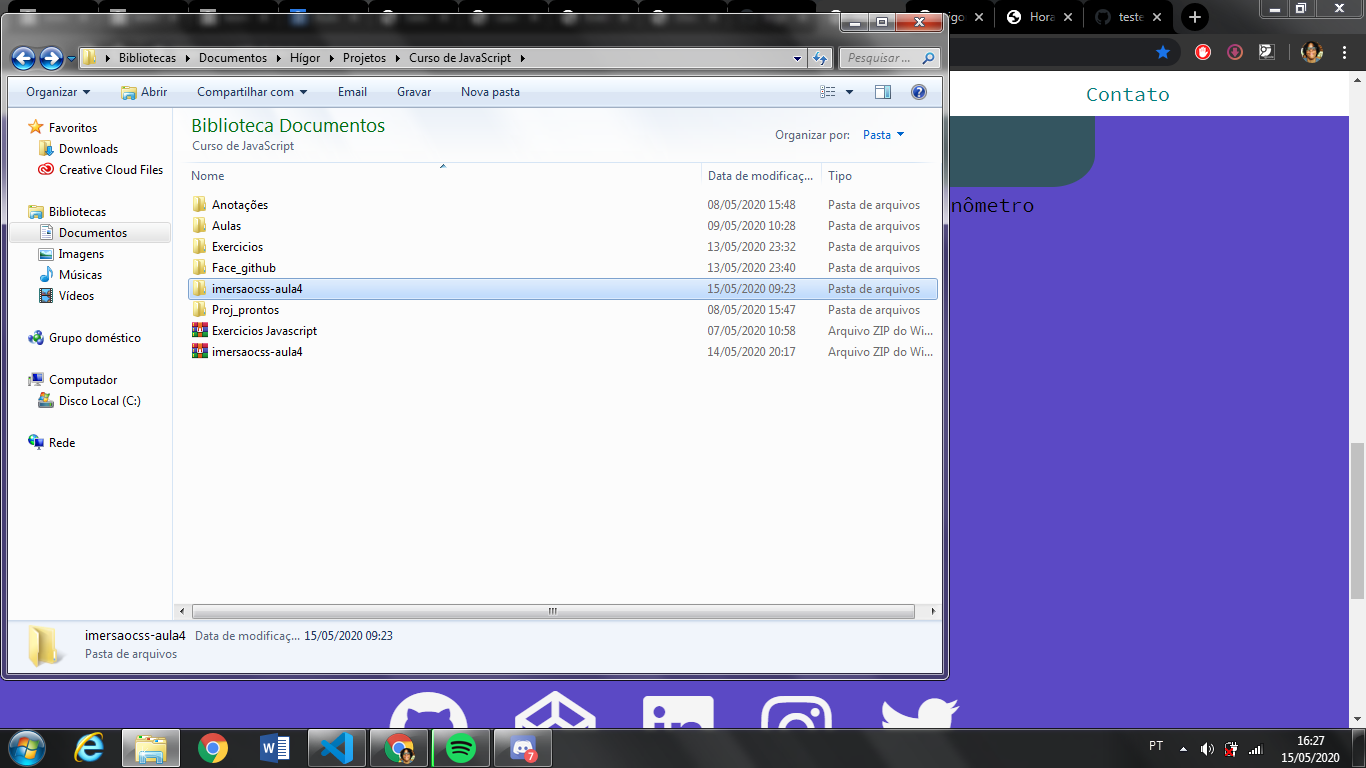 go
Hora
teste
Bibliotecas
Documentos
Hígor
Projetos
Curso de JavaScript
Pesquisar ...
Organizar
Abrir
Compartilhar com
Email
Gravar
Nova pasta
Contato
Favoritos
Downloads
Creative Cloud Files
Bibliotecas
Documentos
Imagens
Músicas
Vídeos
Grupo doméstico
Computador
Disco Local (C:)
Rede
Biblioteca Documentos
Curso de JavaScript
Organizar por: Pasta
Nome Data de modificaç... Tipo
Anotações 08/05/2020 15:48 Pasta de arquivos
Aulas 09/05/2020 10:28 Pasta de arquivos
Exercicios 13/05/2020 23:32 Pasta de arquivos
Face_github 13/05/2020 23:40 Pasta de arquivos
imersaocss-aula4 15/05/2020 09:23 Pasta de arquivos
Proj_prontos 08/05/2020 15:47 Pasta de arquivos
Exercicios Javascript 07/05/2020 10:58 Arquivo ZIP do Wi...
imersaocss-aula4 14/05/2020 20:17 Arquivo ZIP do Wi...
nômetro
imersaocss-aula4 Data de modificaç... 15/05/2020 09:23
Pasta de arquivos
7
PT
16:27
15/05/2020